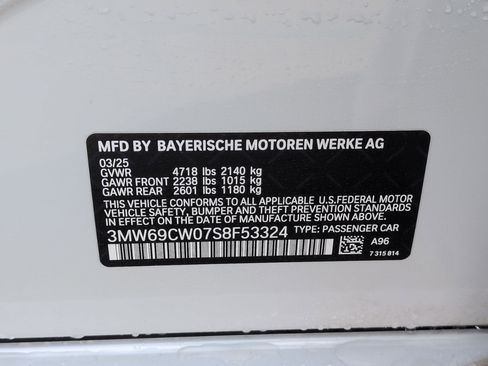 MFD BY BAYERISCHE MOTOREN WERKE AG
03/25
GVWR 4718 lbs 2140 kg
GAWR FRONT 2238 lbs 1015 kg
GAWR REAR 2601 lbs 1180 kg
THIS VEHICLE CONFORMS TO ALL
APPLICABLE U.S. FEDERAL MOTOR
VEHICLE SAFETY, BUMPER, AND
THEFT PREVENTION STANDARDS IN
EFFECT ON THE DATE OF
MANUFACTURE SHOWN ABOVE.
3MW69CW07S8F53324 TYPE: PASSENGER CAR
A96
7 315 814